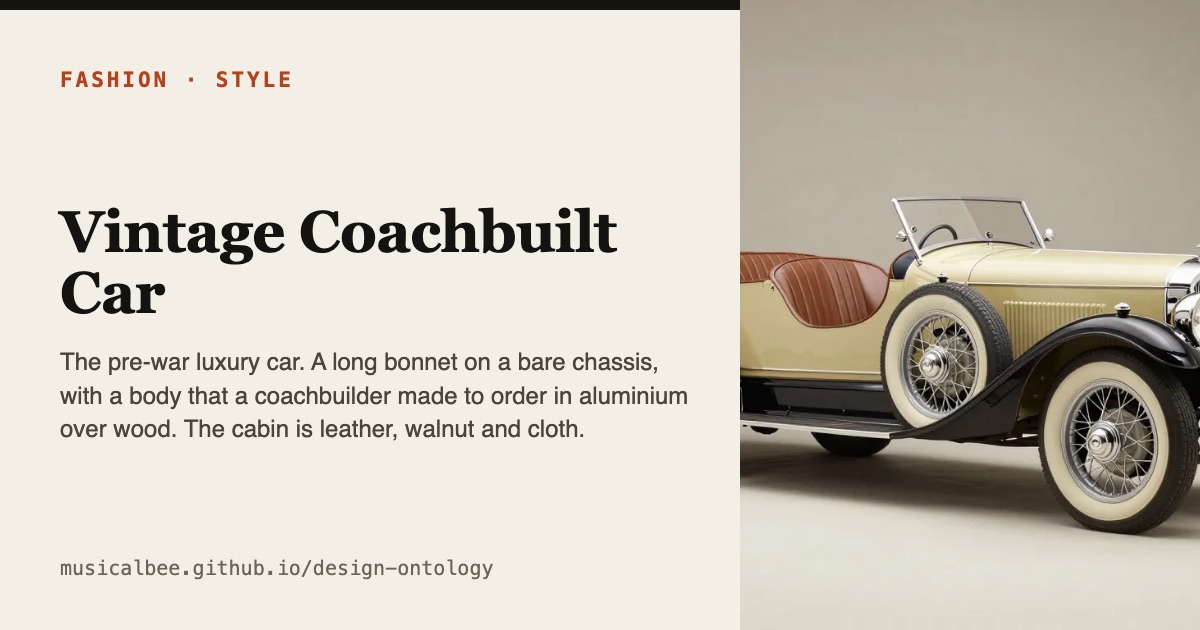 FASHION · STYLE
Vintage Coachbuilt
Car
The pre-war luxury car. A long bonnet on a bare chassis,
with a body that a coachbuilder made to order in aluminium
over wood. The cabin is leather, walnut and cloth.
musicalbee.github.io/design-ontology